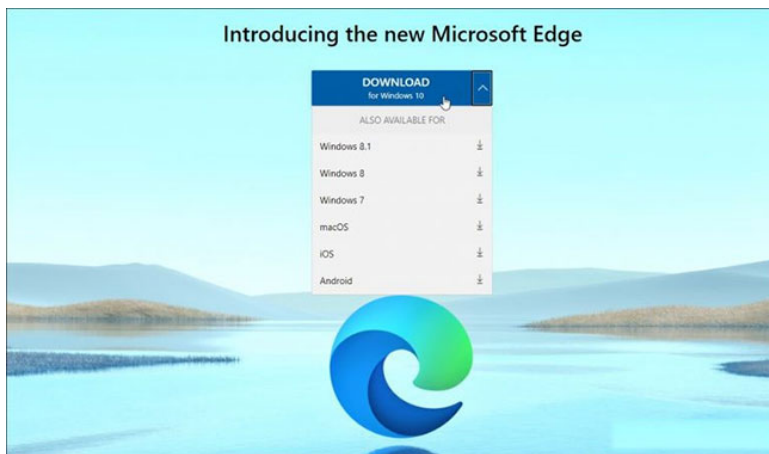 Introducing the new Microsoft Edge
DOWNLOAD
for Windows 10
ALSO AVAILABLE FOR
Windows 8.1
Windows 8
Windows 7
macOS
iOS
Android